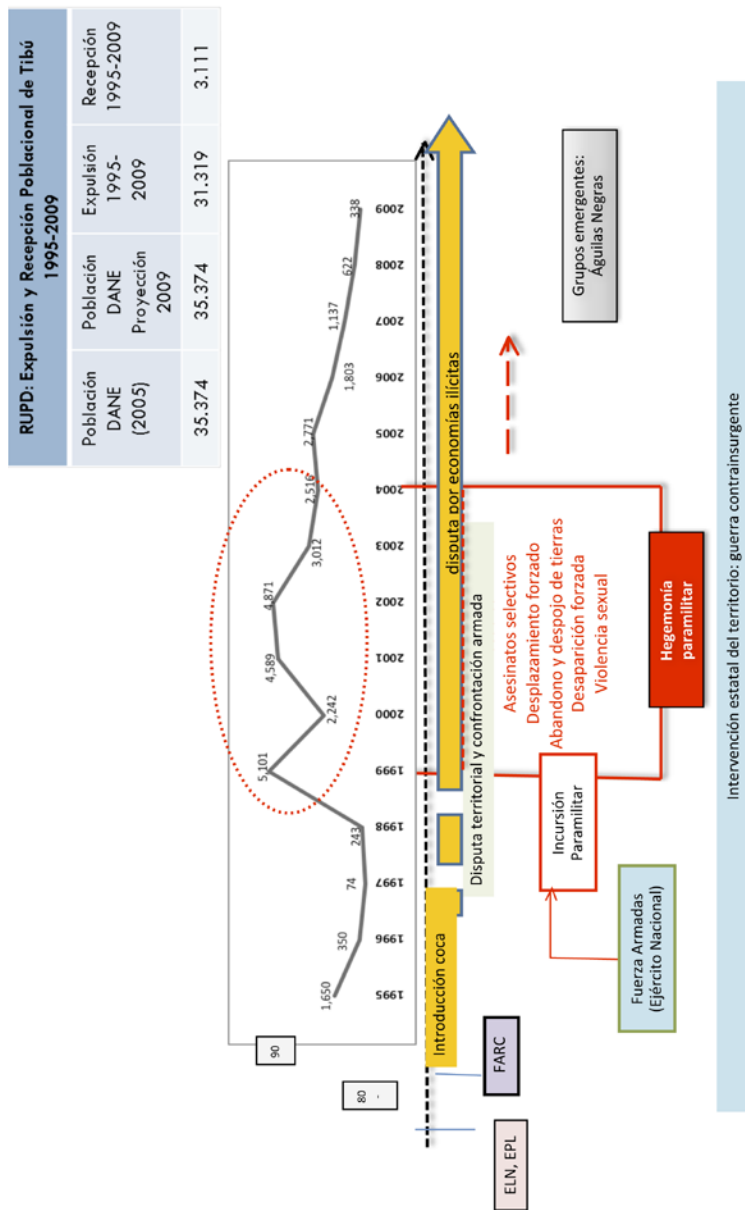 RUPD: Expulsión y Recepción Poblacional de Tibú
1995-2009
Población
DANE
(2005)
Población
DANE
Proyección
2009
Expulsión
1995-
2009
Recepción
1995-2009
35.374
35.374
31.319
3.111
90
80
-
1,650
350
74
243
5,101
2,242
4,589
4,871
3,012
2,516
2,771
1,803
1,137
622
338
1995
1996
1997
1998
1999
2000
2001
2002
2003
2004
2005
2006
2007
2008
2009
Introducción coca
disputa por economías ilícitas
Disputa territorial y confrontación armada
ELN, EPL
FARC
Asesinatos selectivos
Desplazamiento forzado
Abandono y despojo de tierras
Desaparición forzada
Violencia sexual
Incursión
Paramilitar
Grupos emergentes:
Águilas Negras
Fuerza Armadas
(Ejército Nacional)
Hegemonía
paramilitar
Intervención estatal del territorio: guerra contrainsurgente